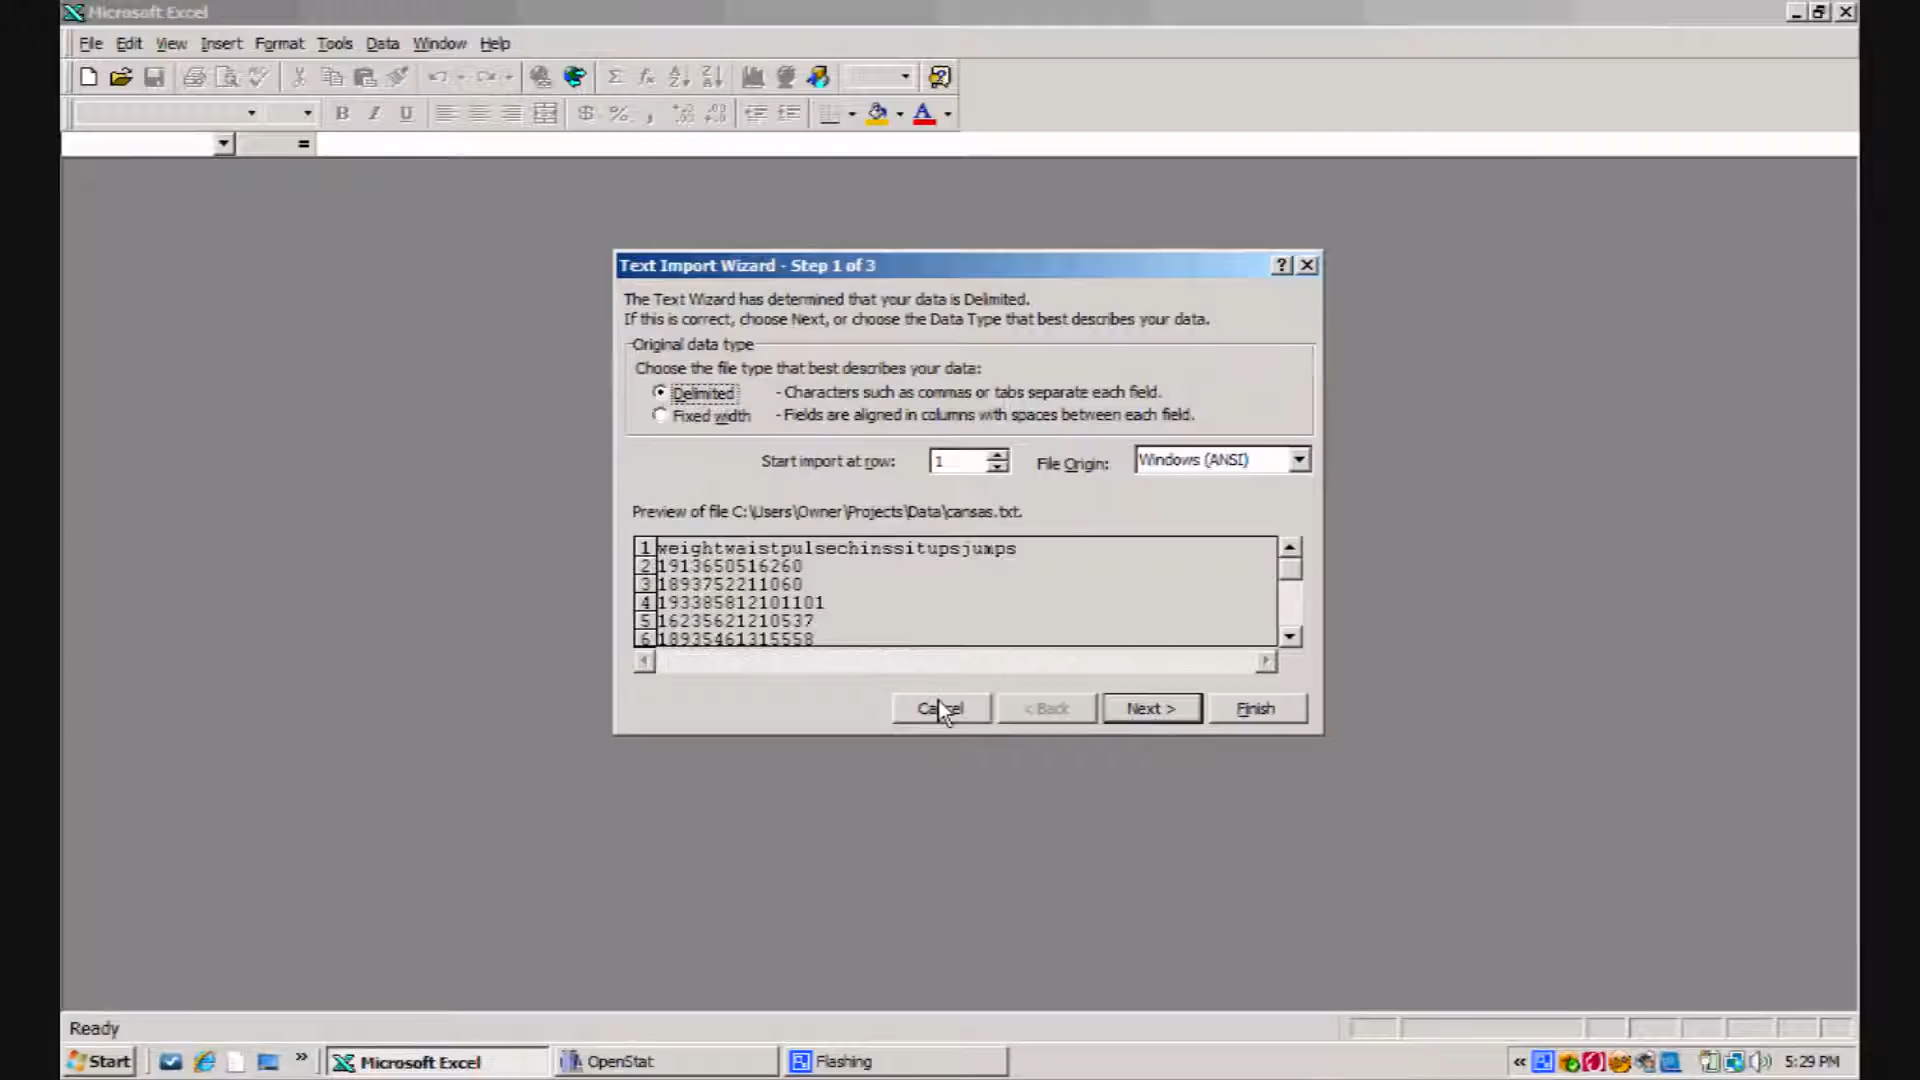 Microsoft Excel
File Edit View Insert Format Tools Data Window Help
B I U $ % ,
=
Text Import Wizard - Step 1 of 3
The Text Wizard has determined that your data is Delimited.
If this is correct, choose Next, or choose the Data Type that best describes your data.
Original data type
Choose the file type that best describes your data:
Delimited - Characters such as commas or tabs separate each field.
Fixed width - Fields are aligned in columns with spaces between each field.
Start import at row: 1 File Origin: Windows (ANSI)
Preview of file C:\Users\Owner\Projects\Data\cansas.txt.
1 weightwaistpulsechinssitupsjumps
2 1913650516260
3 1893752211060
4 193385812101101
5 16235621210537
6 18935461315558
Cancel < Back Next > Finish
Ready
Start » Microsoft Excel OpenStat Flashing « 5:29 PM